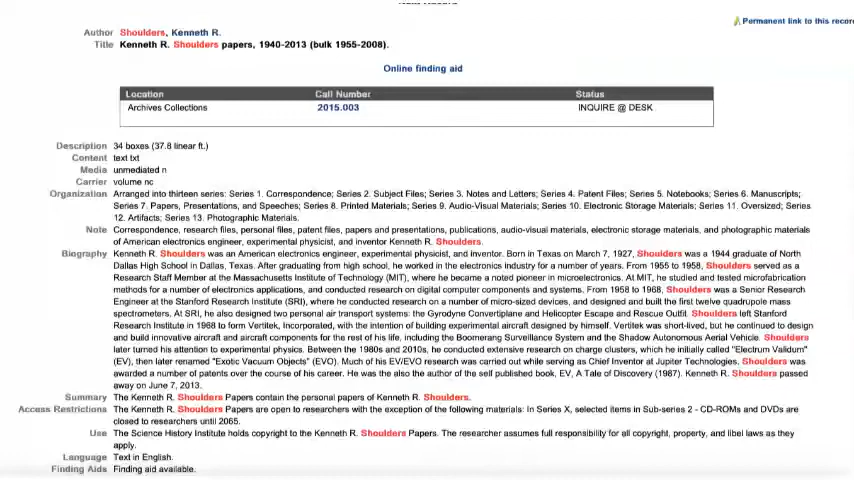 Permanent link to this recor
Author Shoulders, Kenneth R.
Title Kenneth R. Shoulders papers, 1940-2013 (bulk 1955-2008).
Online finding aid
Location Call Number Status
Archives Collections 2015.003 INQUIRE @ DESK
Description 34 boxes (37.8 linear ft.)
Content text txt
Media unmediated n
Carrier volume nc
Organization Arranged into thirteen series: Series 1. Correspondence; Series 2. Subject Files; Series 3. Notes and Letters; Series 4. Patent Files; Series 5. Notebooks; Series 6. Manuscripts;
Series 7. Papers, Presentations, and Speeches; Series 8. Printed Materials; Series 9. Audio-Visual Materials; Series 10. Electronic Storage Materials; Series 11. Oversized; Series
12. Artifacts; Series 13. Photographic Materials.
Note Correspondence, research files, personal files, patent files, papers and presentations, publications, audio-visual materials, electronic storage materials, and photographic materials
of American electronics engineer, experimental physicist, and inventor Kenneth R. Shoulders.
Biography Kenneth R. Shoulders was an American electronics engineer, experimental physicist, and inventor. Born in Texas on March 7, 1927, Shoulders was a 1944 graduate of North
Dallas High School in Dallas, Texas. After graduating from high school, he worked in the electronics industry for a number of years. From 1955 to 1958, Shoulders served as a
Research Staff Member at the Massachusetts Institute of Technology (MIT), where he became a noted pioneer in microelectronics. At MIT, he studied and tested microfabrication
methods for a number of electronics applications, and conducted research on digital computer components and systems. From 1958 to 1968, Shoulders was a Senior Research
Engineer at the Stanford Research Institute (SRI), where he conducted research on a number of micro-sized devices, and designed and built the first twelve quadrupole mass
spectrometers. At SRI, he also designed two personal air transport systems: the Gyrodyne Convertiplane and Helicopter Escape and Rescue Outfit. Shoulders left Stanford
Research Institute in 1968 to form Vertitek, Incorporated, with the intention of building experimental aircraft designed by himself. Vertitek was short-lived, but he continued to design
and build innovative aircraft and aircraft components for the rest of his life, including the Boomerang Surveillance System and the Shadow Autonomous Aerial Vehicle. Shoulders
later turned his attention to experimental physics. Between the 1980s and 2010s, he conducted extensive research on charge clusters, which he initially called "Electrum Validum"
(EV), then later renamed "Exotic Vacuum Objects" (EVO). Much of his EV/EVO research was carried out while serving as Chief Inventor at Jupiter Technologies. Shoulders was
awarded a number of patents over the course of his career. He was the also the author of the self published book, EV, A Tale of Discovery (1987). Kenneth R. Shoulders passed
away on June 7, 2013.
Summary The Kenneth R. Shoulders Papers contain the personal papers of Kenneth R. Shoulders.
Access Restrictions The Kenneth R. Shoulders Papers are open to researchers with the exception of the following materials: In Series X, selected items in Sub-series 2 - CD-ROMs and DVDs are
closed to researchers until 2065.
Use The Science History Institute holds copyright to the Kenneth R. Shoulders Papers. The researcher assumes full responsibility for all copyright, property, and libel laws as they
apply.
Language Text in English.
Finding Aids Finding aid available.